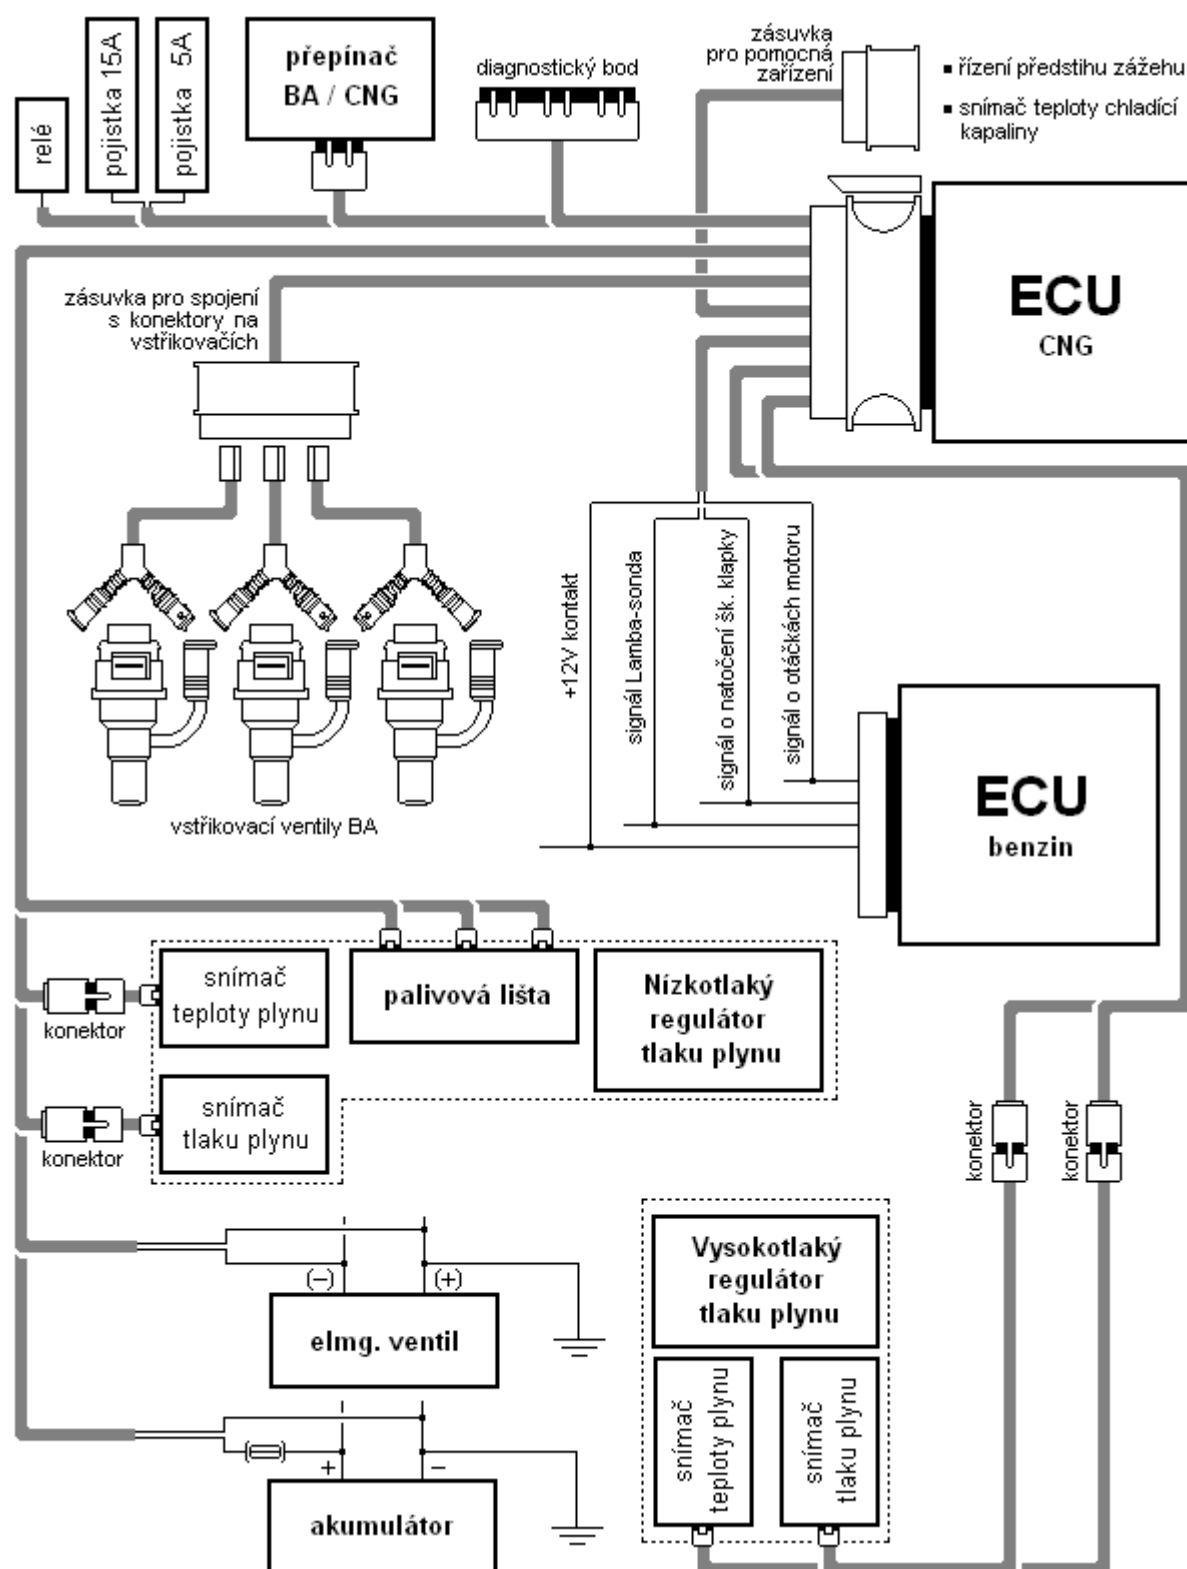 relé
pojistka 15A
pojistka 5A
přepínač
BA / CNG
diagnostický bod
zásuvka
pro pomocná
zařízení
▪ řízení předstihu zážehu
▪ snímač teploty chladící
kapaliny
ECU
CNG
zásuvka pro spojení
s konektory na
vstřikovačích
vstřikovací ventily BA
+12V kontakt
signál Lamba-sonda
signál o natočení šk. klapky
signál o otáčkách motoru
ECU
benzin
snímač
teploty plynu
konektor
palivová lišta
Nízkotlaký
regulátor
tlaku plynu
snímač
tlaku plynu
konektor
konektor
konektor
(−)
(+)
elmg. ventil
Vysokotlaký
regulátor
tlaku plynu
snímač
teploty plynu
snímač
tlaku plynu
+
−
akumulátor